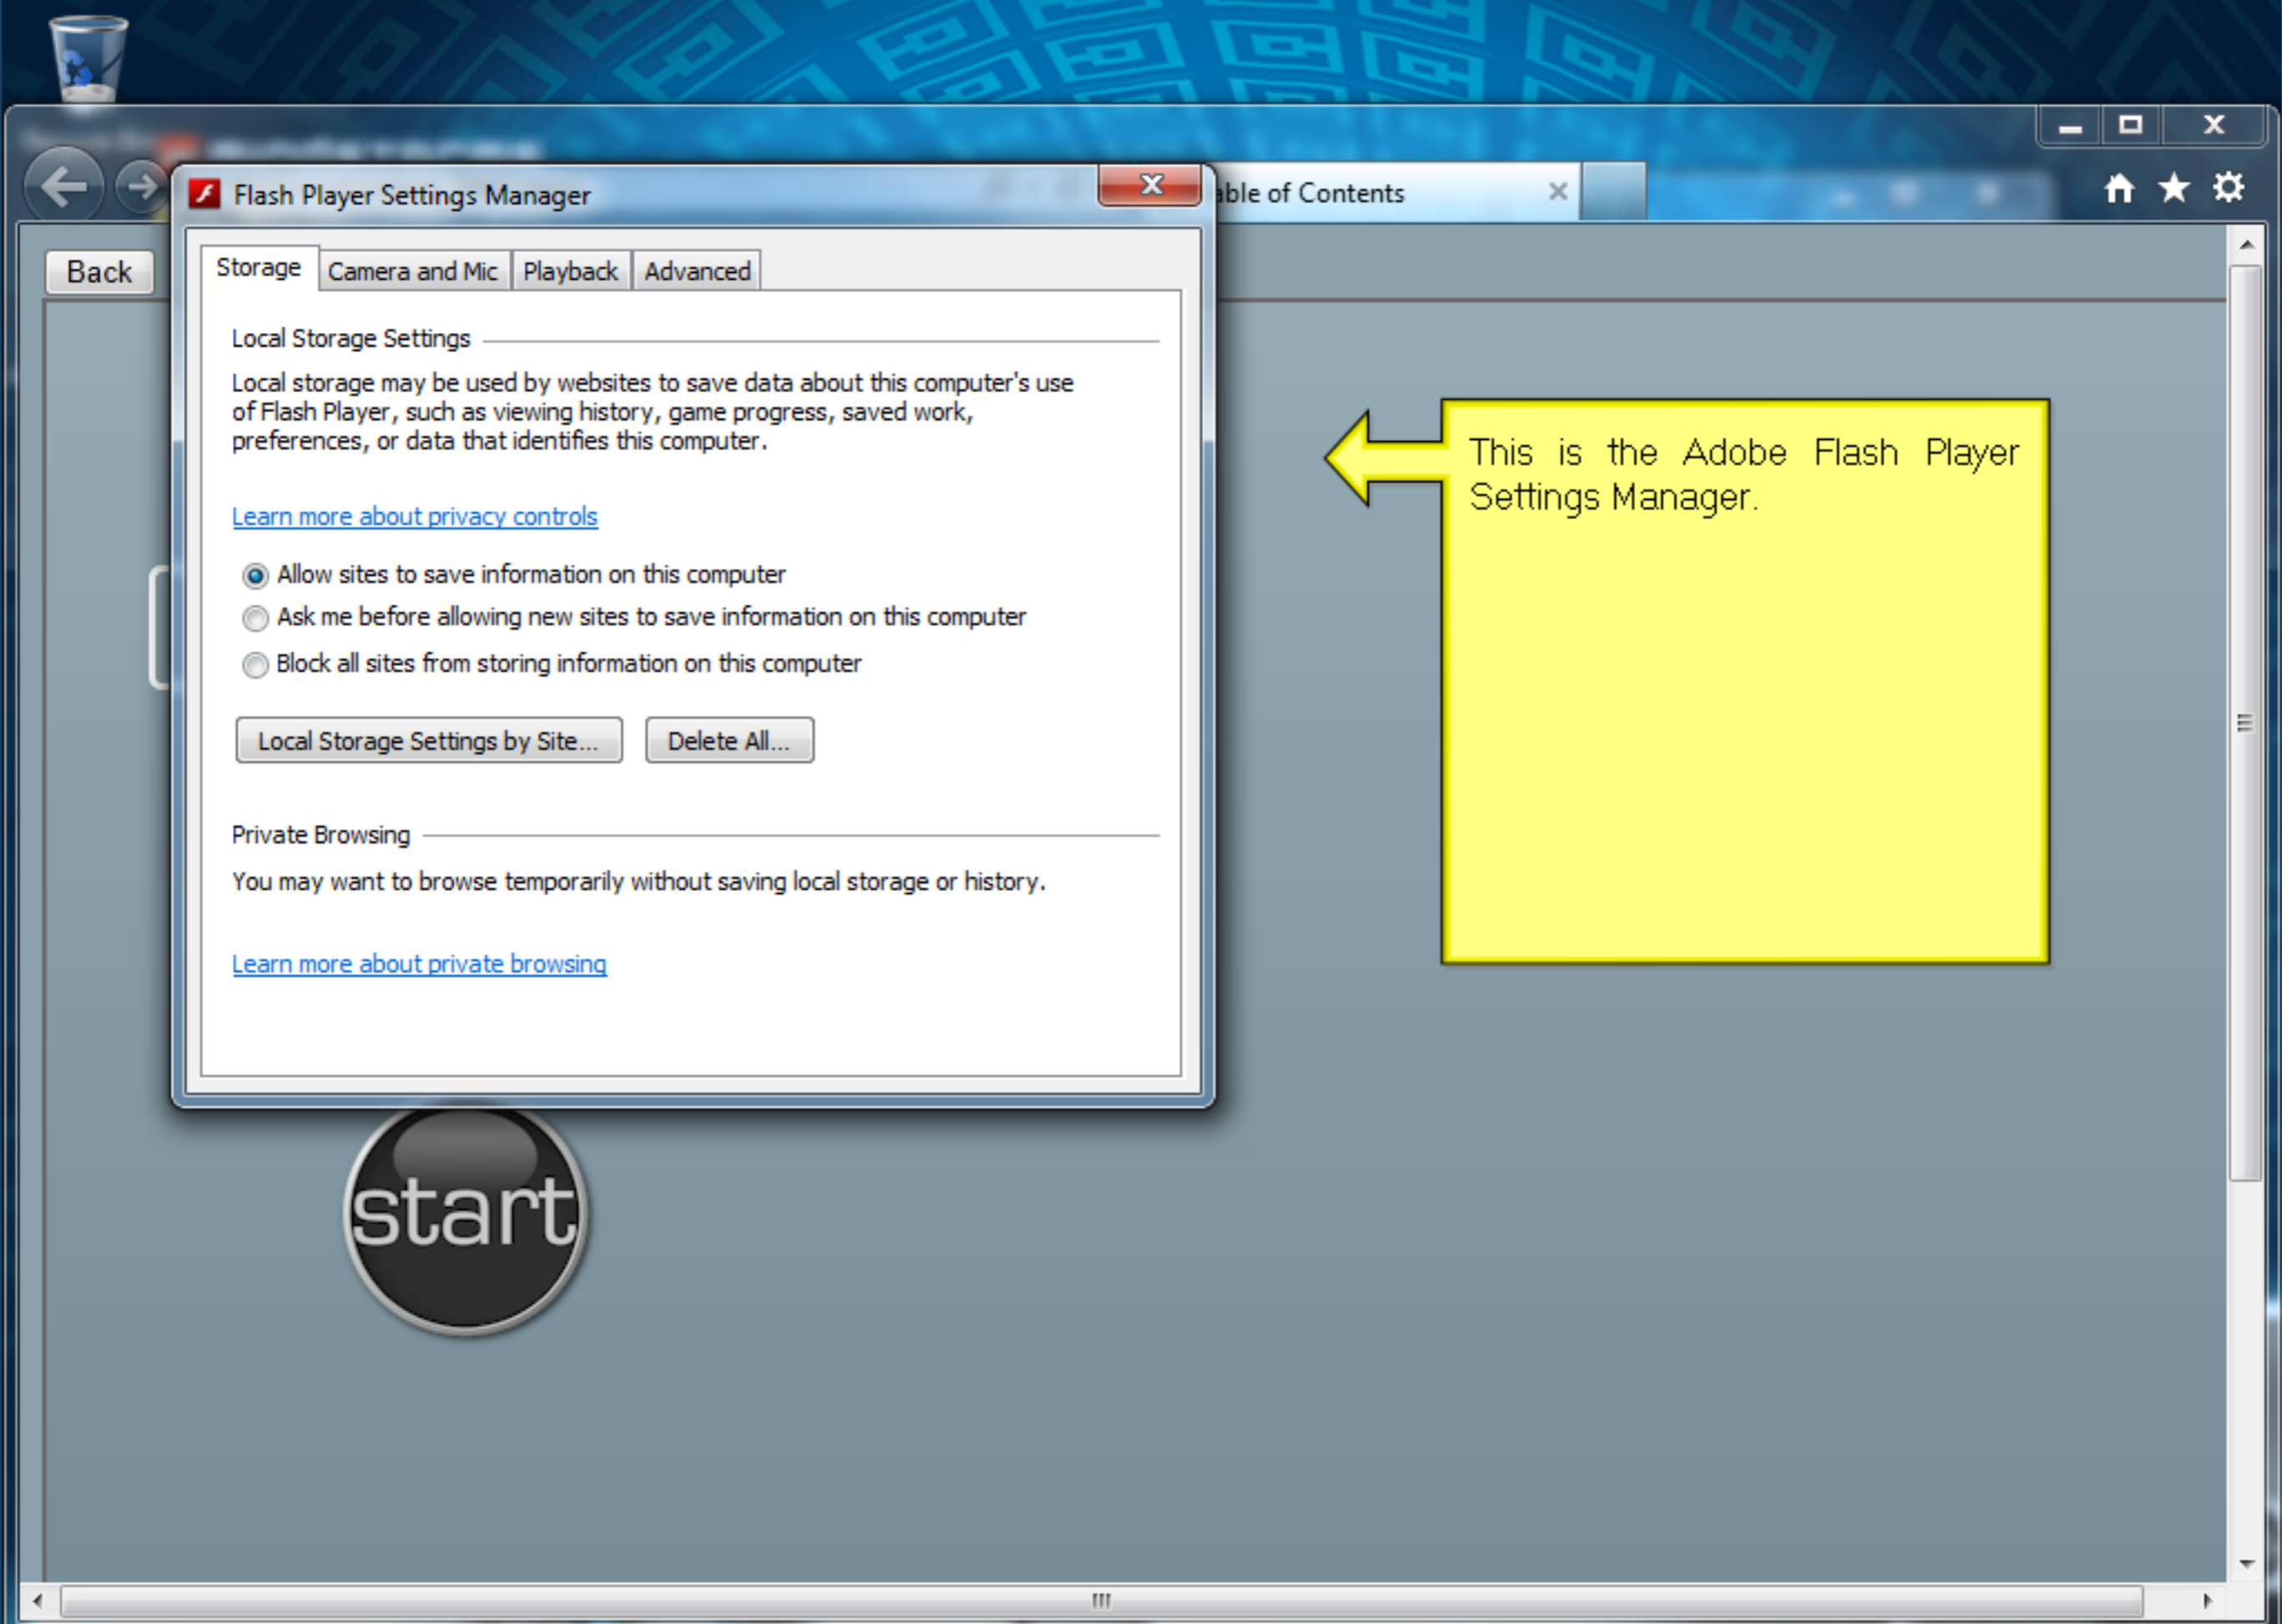 Flash Player Settings Manager
able of Contents
Back
Storage
Camera and Mic
Playback
Advanced
Local Storage Settings
Local storage may be used by websites to save data about this computer's use
of Flash Player, such as viewing history, game progress, saved work,
preferences, or data that identifies this computer.
Learn more about privacy controls
Allow sites to save information on this computer
Ask me before allowing new sites to save information on this computer
Block all sites from storing information on this computer
Local Storage Settings by Site...
Delete All...
Private Browsing
You may want to browse temporarily without saving local storage or history.
Learn more about private browsing
This is the Adobe Flash Player
Settings Manager.
start